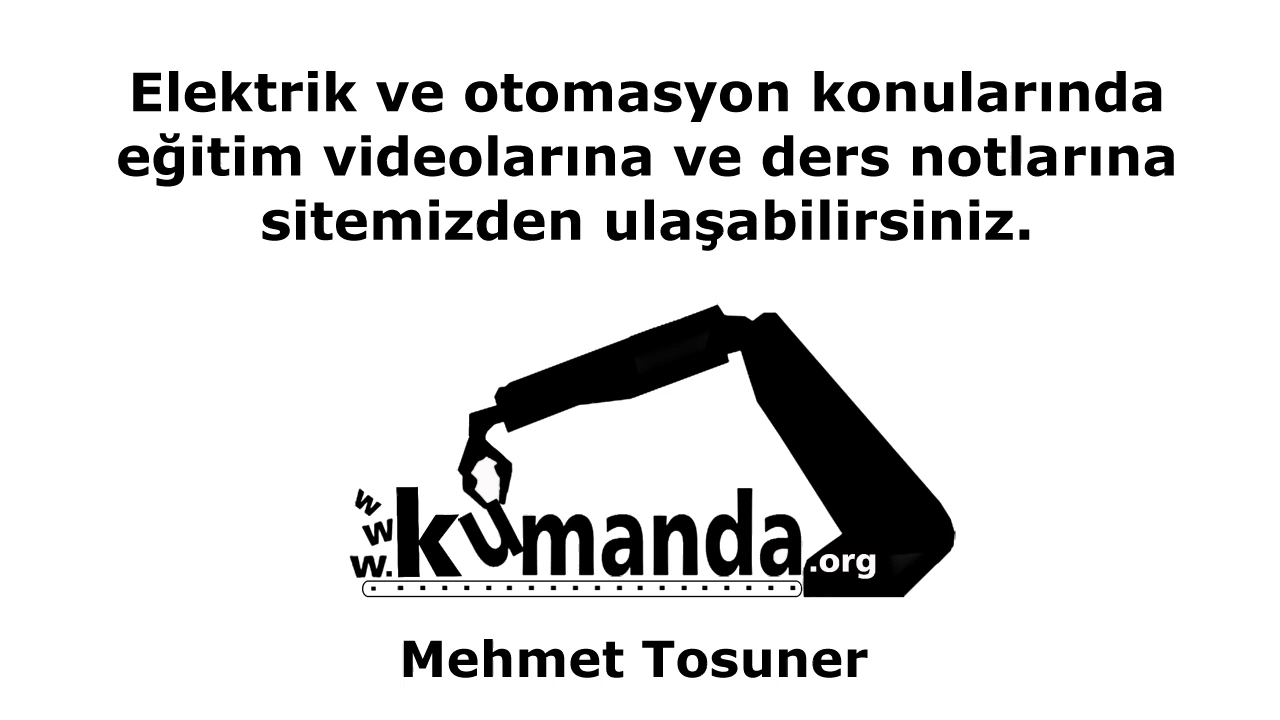 Elektrik ve otomasyon konularında
eğitim videolarına ve ders notlarına
sitemizden ulaşabilirsiniz.
www.kumanda.org
Mehmet Tosuner